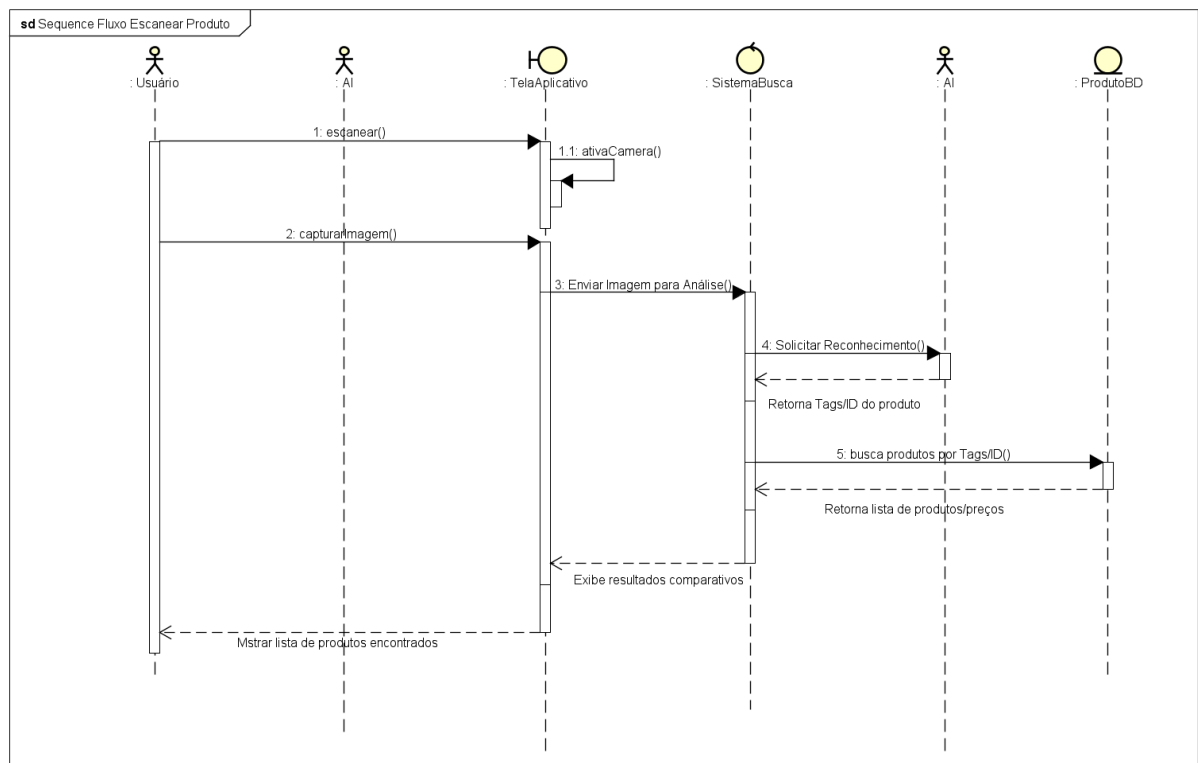 sd Sequence Fluxo Escanear Produto
: Usuário
: AI
: TelaAplicativo
: SistemaBusca
: AI
: ProdutoBD
1: escanear()
1.1: ativaCamera()
2: capturarImagem()
3: Enviar Imagem para Análise()
4: Solicitar Reconhecimento()
Retorna Tags/ID do produto
5: busca produtos por Tags/ID()
Retorna lista de produtos/preços
Exibe resultados comparativos
Mstrar lista de produtos encontrados